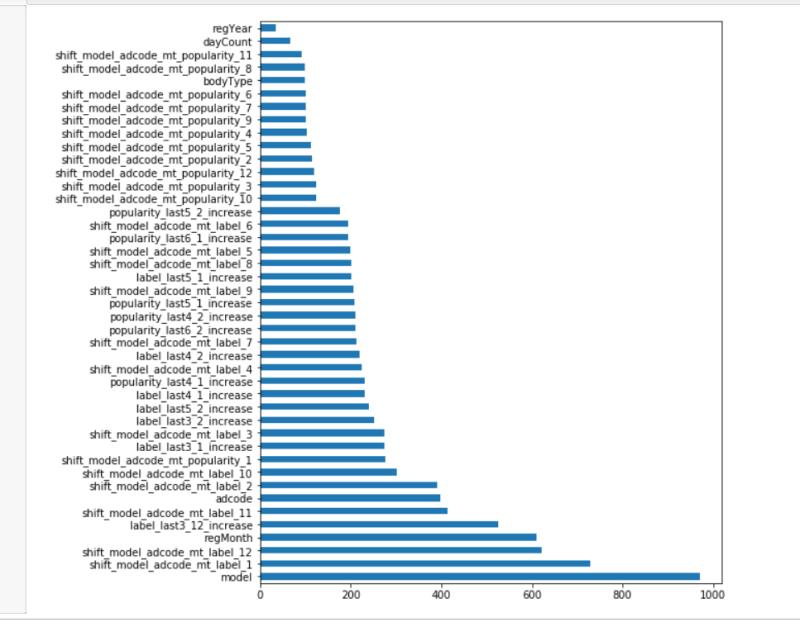 regYear
dayCount
shift_model_adcode_mt_popularity_11
shift_model_adcode_mt_popularity_8
bodyType
shift_model_adcode_mt_popularity_6
shift_model_adcode_mt_popularity_7
shift_model_adcode_mt_popularity_9
shift_model_adcode_mt_popularity_4
shift_model_adcode_mt_popularity_5
shift_model_adcode_mt_popularity_2
shift_model_adcode_mt_popularity_12
shift_model_adcode_mt_popularity_3
shift_model_adcode_mt_popularity_10
popularity_last5_2_increase
shift_model_adcode_mt_label_6
popularity_last6_1_increase
shift_model_adcode_mt_label_5
shift_model_adcode_mt_label_8
label_last5_1_increase
shift_model_adcode_mt_label_9
popularity_last5_1_increase
popularity_last4_2_increase
popularity_last6_2_increase
shift_model_adcode_mt_label_7
label_last4_2_increase
shift_model_adcode_mt_label_4
popularity_last4_1_increase
label_last4_1_increase
label_last5_2_increase
label_last3_2_increase
shift_model_adcode_mt_label_3
label_last3_1_increase
shift_model_adcode_mt_popularity_1
shift_model_adcode_mt_label_10
shift_model_adcode_mt_label_2
adcode
shift_model_adcode_mt_label_11
label_last3_12_increase
regMonth
shift_model_adcode_mt_label_12
shift_model_adcode_mt_label_1
model
0 200 400 600 800 1000